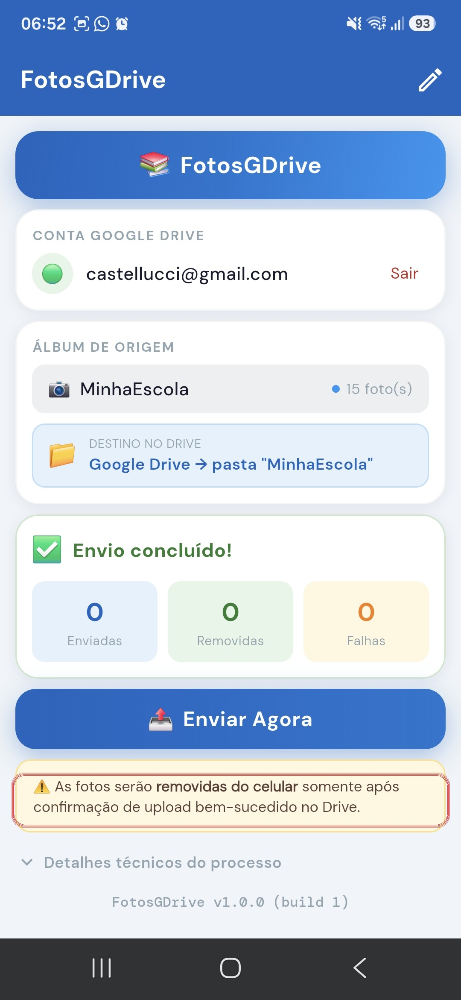 06:52
5
93
FotosGDrive
FotosGDrive
CONTA GOOGLE DRIVE
castellucci@gmail.com Sair
ÁLBUM DE ORIGEM
MinhaEscola 15 foto(s)
DESTINO NO DRIVE
Google Drive → pasta "MinhaEscola"
Envio concluído!
0 0 0
Enviadas Removidas Falhas
Enviar Agora
⚠️ As fotos serão removidas do celular somente após
confirmação de upload bem-sucedido no Drive.
Detalhes técnicos do processo
FotosGDrive v1.0.0 (build 1)